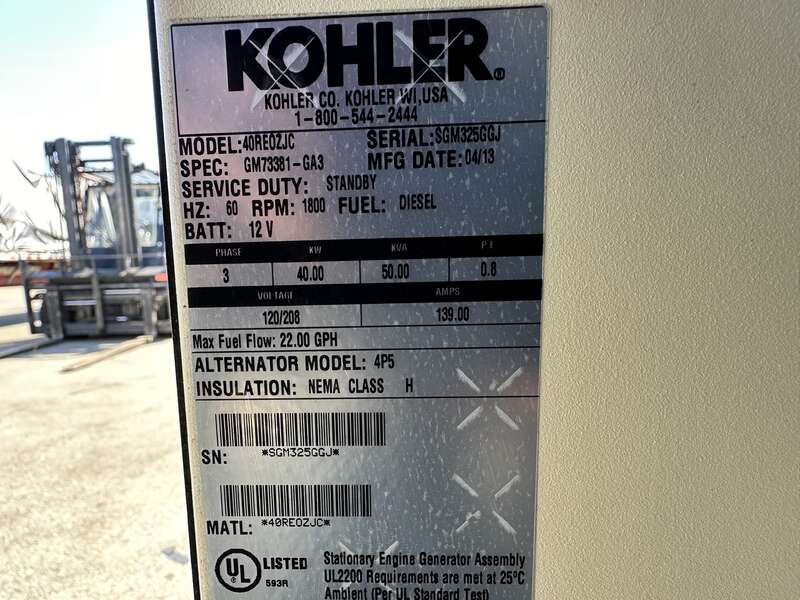 KOHLER®
KOHLER CO. KOHLER WI,USA
1-800-544-2444
MODEL: 40REOZJC SERIAL: SGM325GGJ
SPEC: GM73381-GA3 MFG DATE: 04/13
SERVICE DUTY: STANDBY
HZ: 60 RPM: 1800 FUEL: DIESEL
BATT: 12 V
PHASE KW KVA P.F
3 40.00 50.00 0.8
VOLTAGE AMPS
120/208 139.00
Max Fuel Flow: 22.00 GPH
ALTERNATOR MODEL: 4P5
INSULATION: NEMA CLASS H
SN: *SGM325GGJ*
MATL: *40REOZJC*
UL LISTED Stationary Engine Generator Assembly
593R UL2200 Requirements are met at 25°C
Ambient (Per UL Standard Test)